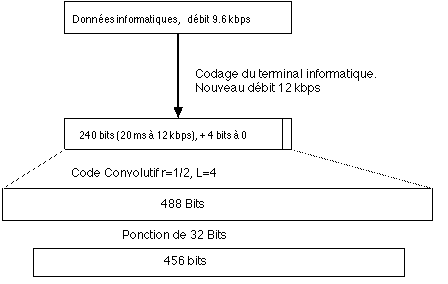 Données informatiques, débit 9.6 kbps
Codage du terminal informatique.
Nouveau débit 12 kbps
240 bits (20 ms à 12 kbps), + 4 bits à 0
Code Convolutif r=1/2, L=4
488 Bits
Ponction de 32 Bits
456 bits